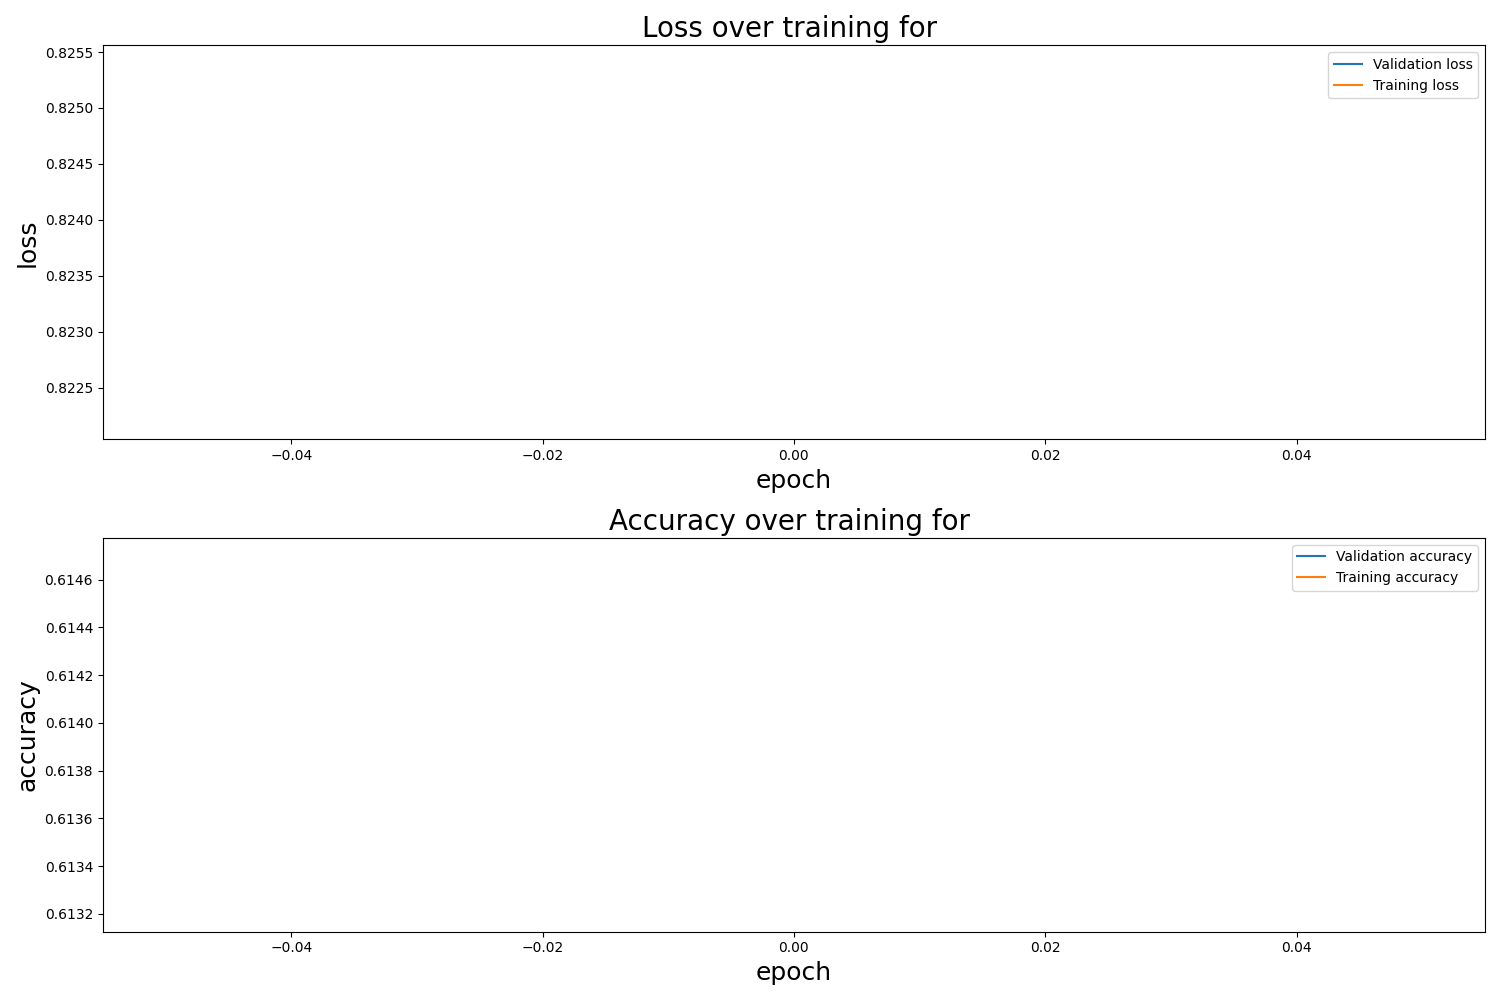 Loss over training for
0.8255
0.8250
0.8245
0.8240
0.8235
0.8230
0.8225
loss
Validation loss
Training loss
−0.04 −0.02 0.00 0.02 0.04
epoch
Accuracy over training for
0.6146
0.6144
0.6142
0.6140
0.6138
0.6136
0.6134
0.6132
accuracy
Validation accuracy
Training accuracy
−0.04 −0.02 0.00 0.02 0.04
epoch